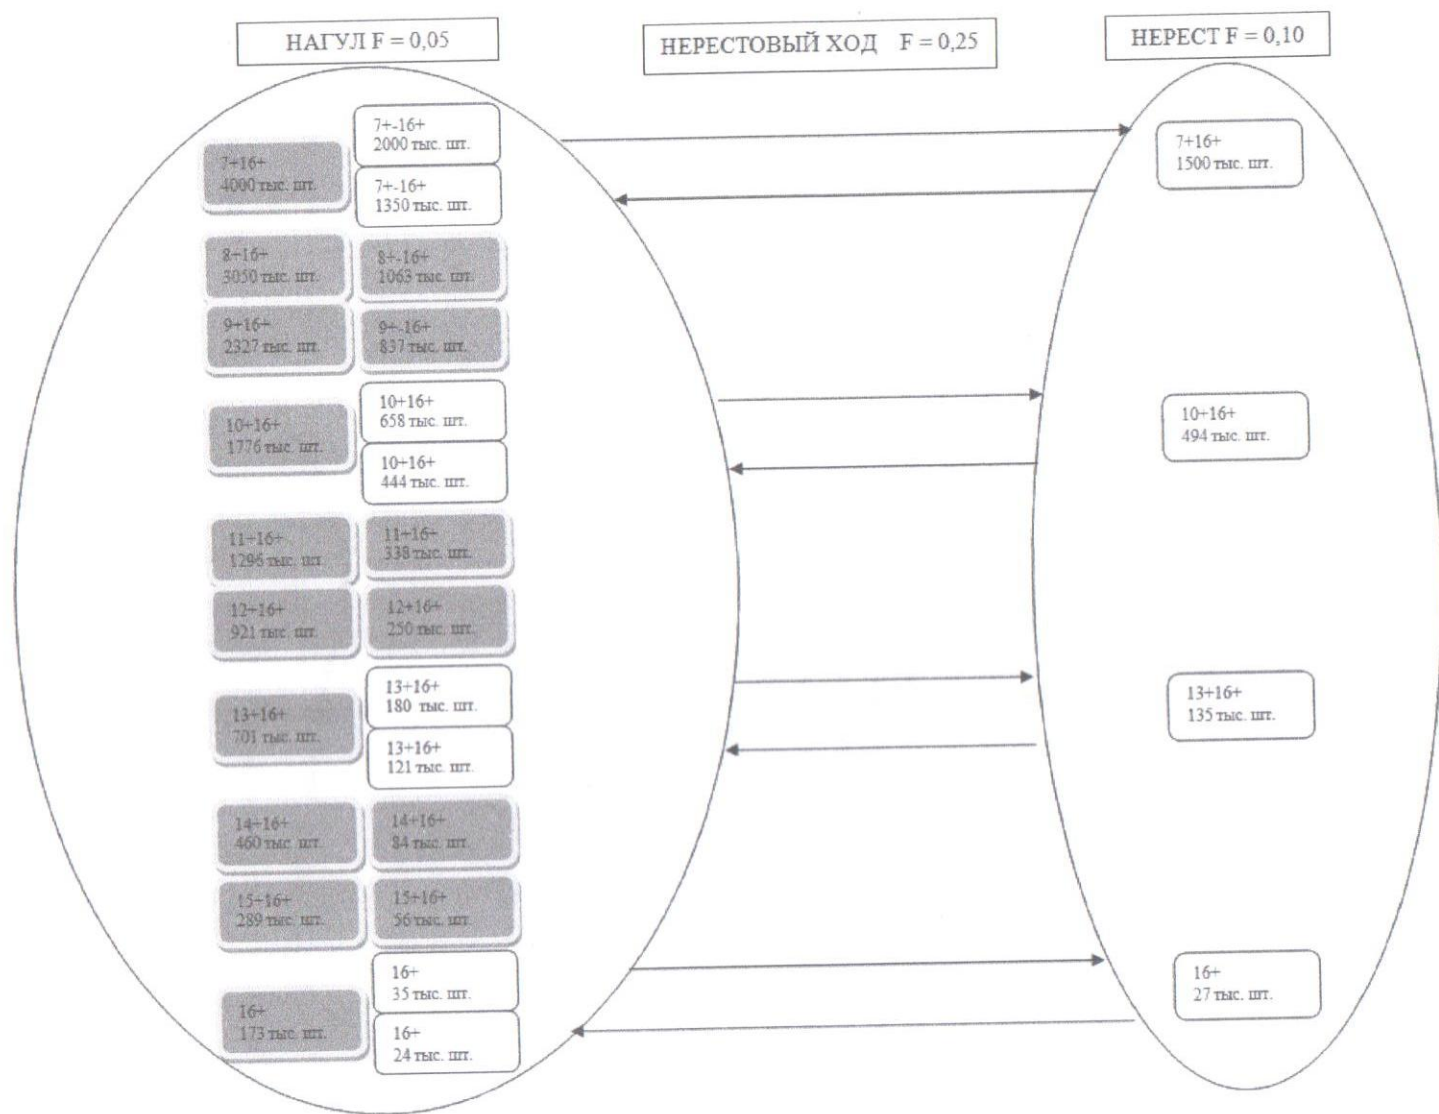 НАГУЛ F = 0,05
НЕРЕСТОВЫЙ ХОД F = 0,25
НЕРЕСТ F = 0,10
7+-16+
2000 тыс. шт.
7+16+
4000 тыс. шт.
7+-16+
1350 тыс. шт.
7+16+
1500 тыс. шт.
8+16+
3050 тыс. шт.
8+-16+
1063 тыс. шт.
9+16+
2327 тыс. шт.
9+-16+
837 тыс. шт.
10+16+
658 тыс. шт.
10+16+
1776 тыс. шт.
10+16+
444 тыс. шт.
10+16+
494 тыс. шт.
11+16+
1296 тыс. шт.
11+16+
338 тыс. шт.
12+16+
921 тыс. шт.
12+16+
250 тыс. шт.
13+16+
180 тыс. шт.
13+16+
701 тыс. шт.
13+16+
121 тыс. шт.
13+16+
135 тыс. шт.
14+16+
460 тыс. шт.
14+16+
84 тыс. шт.
15+16+
289 тыс. шт.
15+16+
56 тыс. шт.
16+
35 тыс. шт.
16+
173 тыс. шт.
16+
24 тыс. шт.
16+
27 тыс. шт.